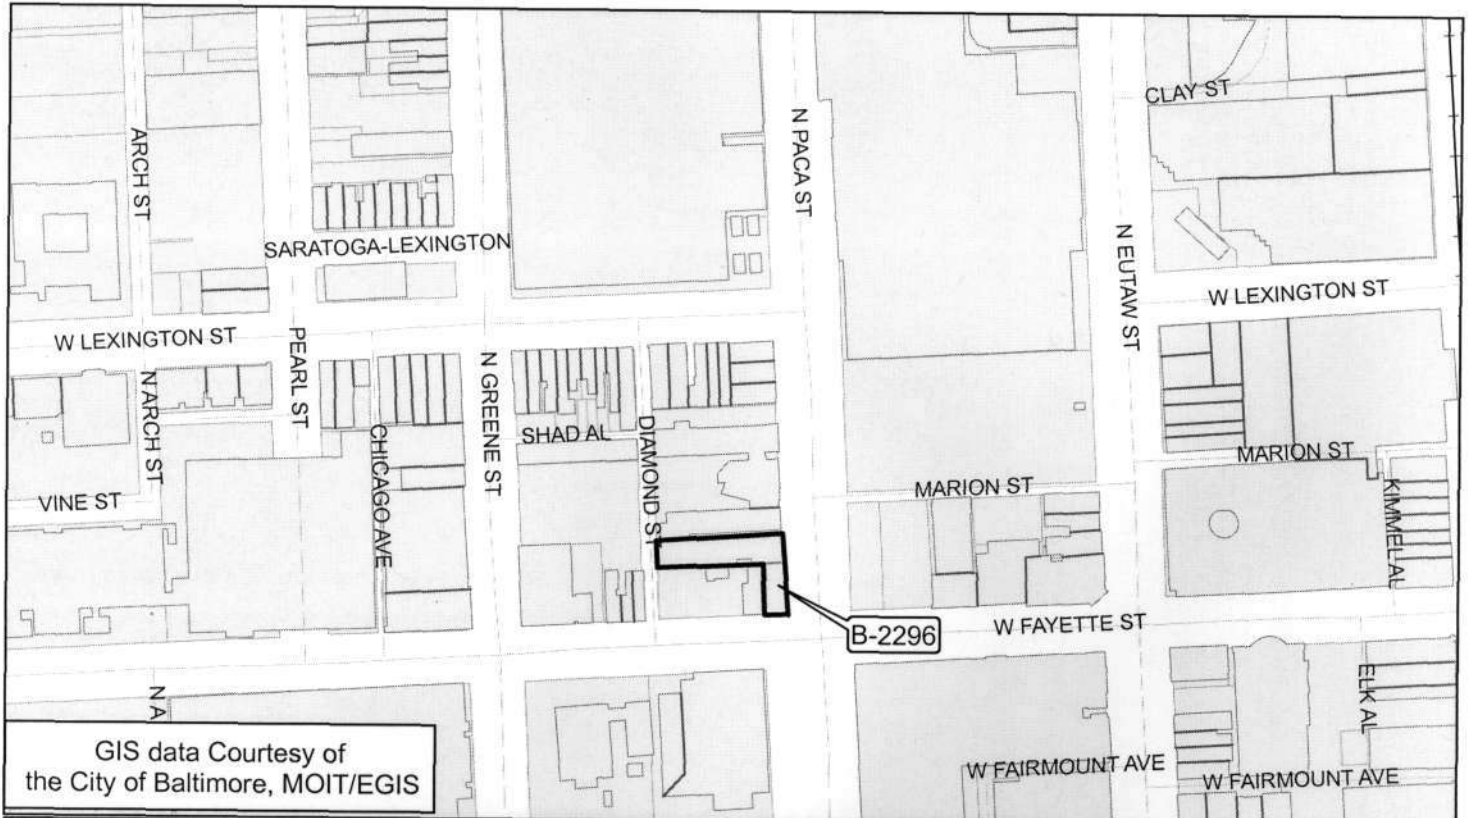 CLAY ST
N PACA ST
ARCH ST
SARATOGA-LEXINGTON
N EUTAW ST
W LEXINGTON ST
W LEXINGTON ST
PEARL ST
N GREENE ST
N ARCH ST
CHICAGO AVE
SHAD AL
DIAMOND ST
MARION ST
MARION ST
KIMMEL AL
VINE ST
B-2296
W FAYETTE ST
ELK AL
N A
W FAIRMOUNT AVE
W FAIRMOUNT AVE
GIS data Courtesy of
the City of Baltimore, MOIT/EGIS